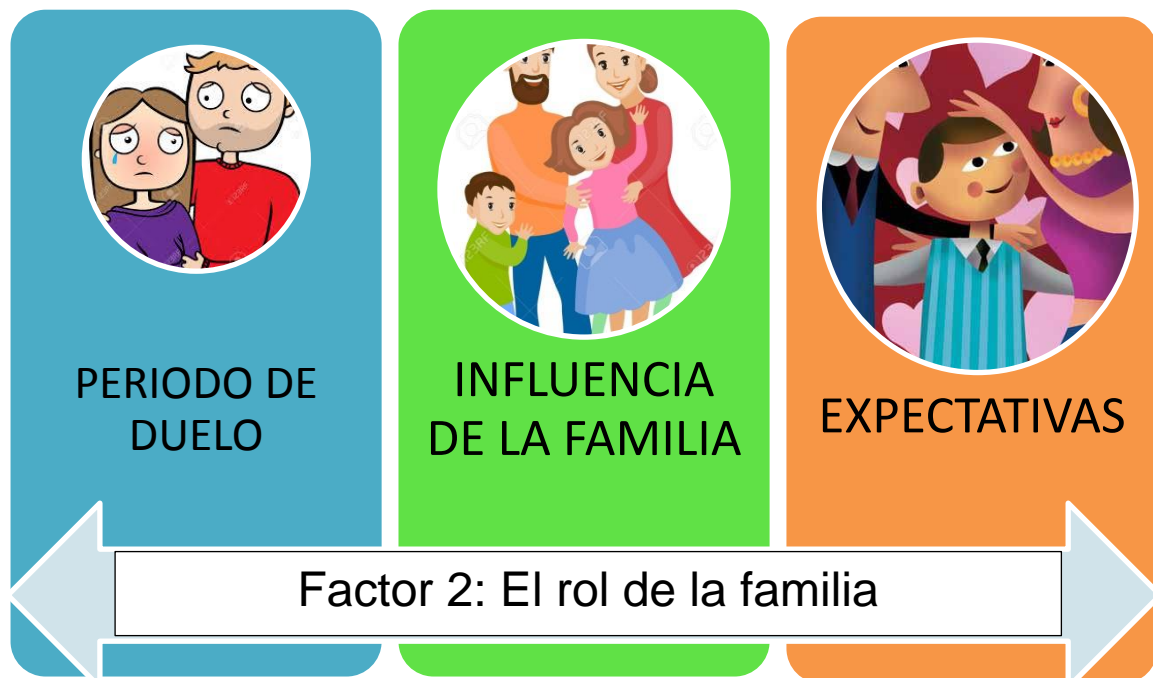 PERIODO DE
DUELO
INFLUENCIA
DE LA FAMILIA
EXPECTATIVAS
Factor 2: El rol de la familia